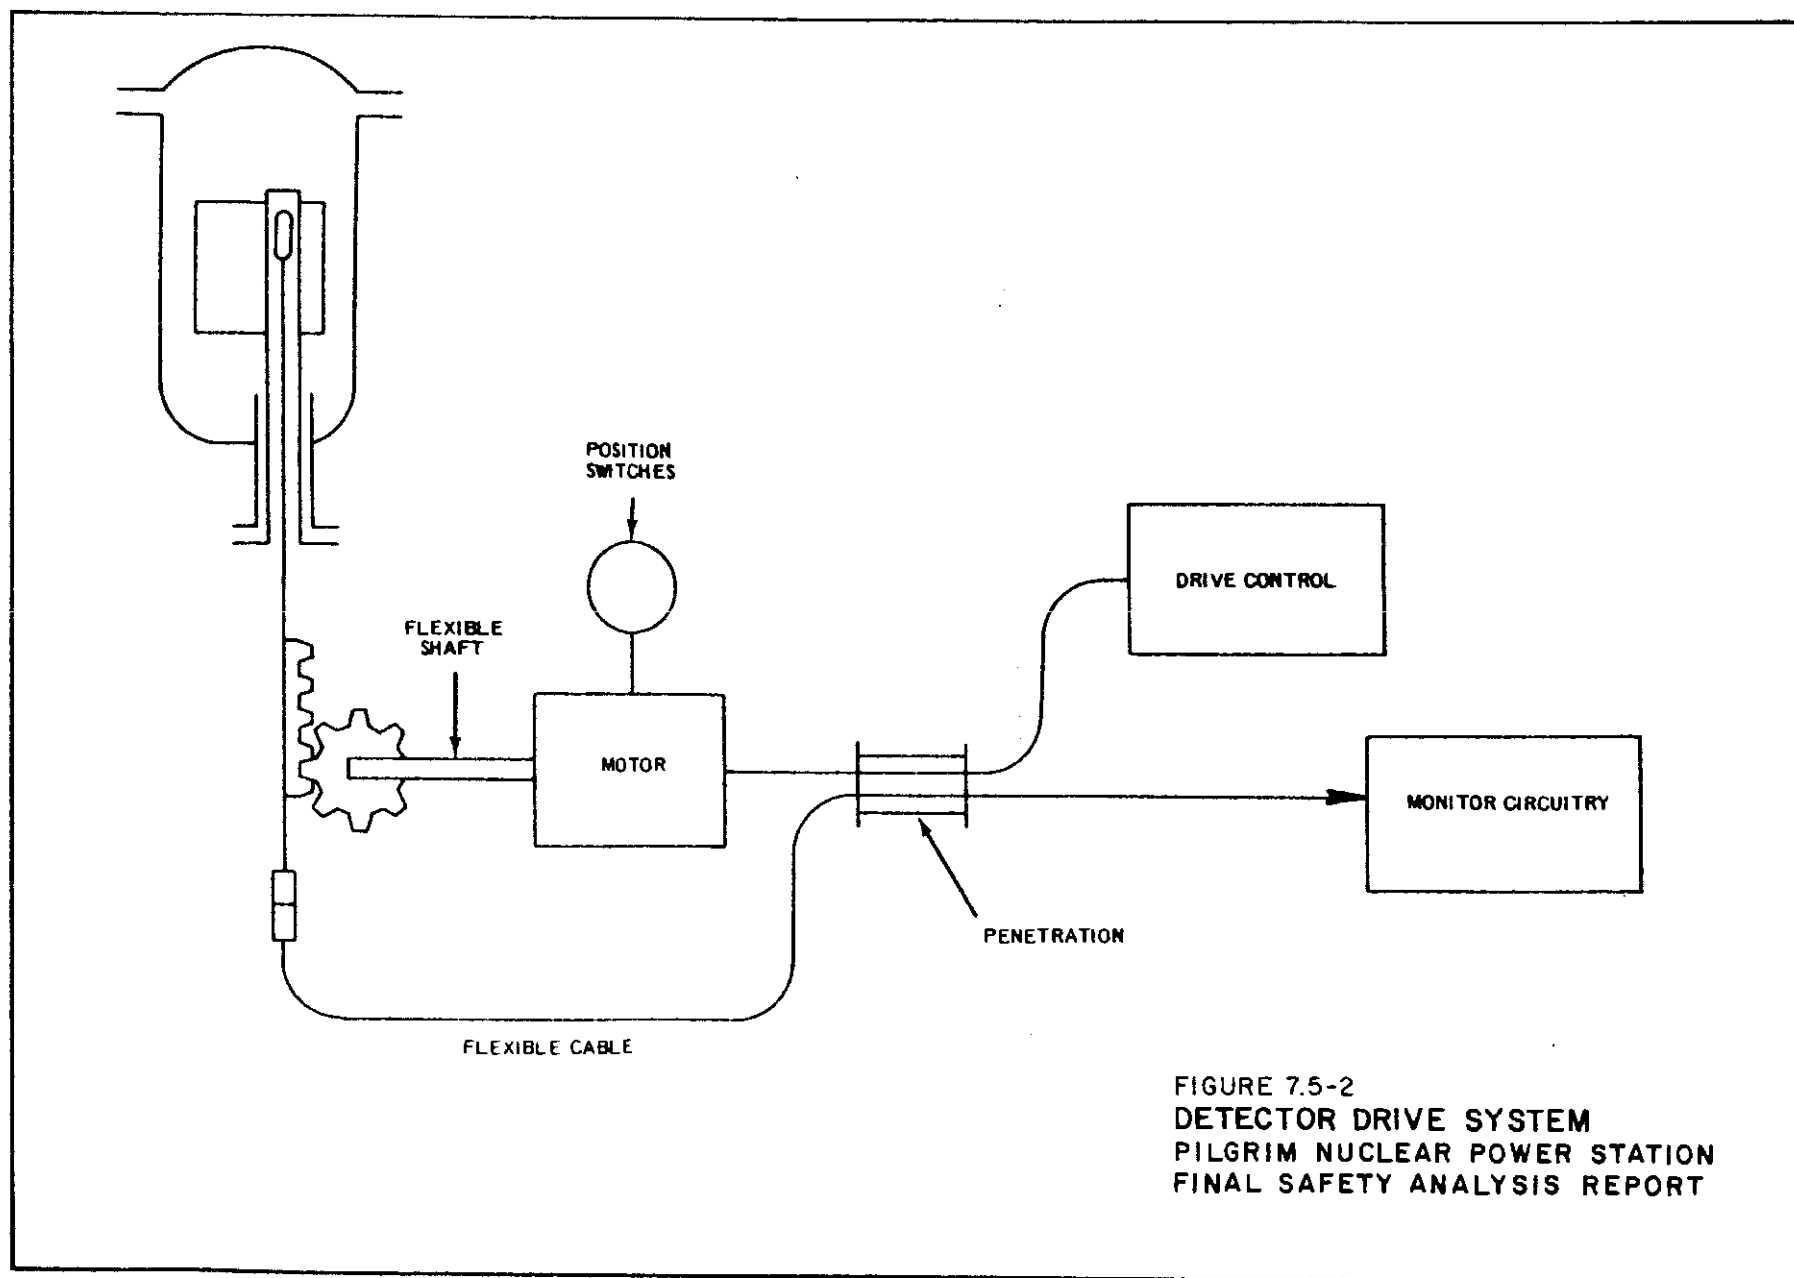 POSITION
SWITCHES
DRIVE CONTROL
FLEXIBLE
SHAFT
MOTOR
MONITOR CIRCUITRY
PENETRATION
FLEXIBLE CABLE
FIGURE 7.5-2
DETECTOR DRIVE SYSTEM
PILGRIM NUCLEAR POWER STATION
FINAL SAFETY ANALYSIS REPORT